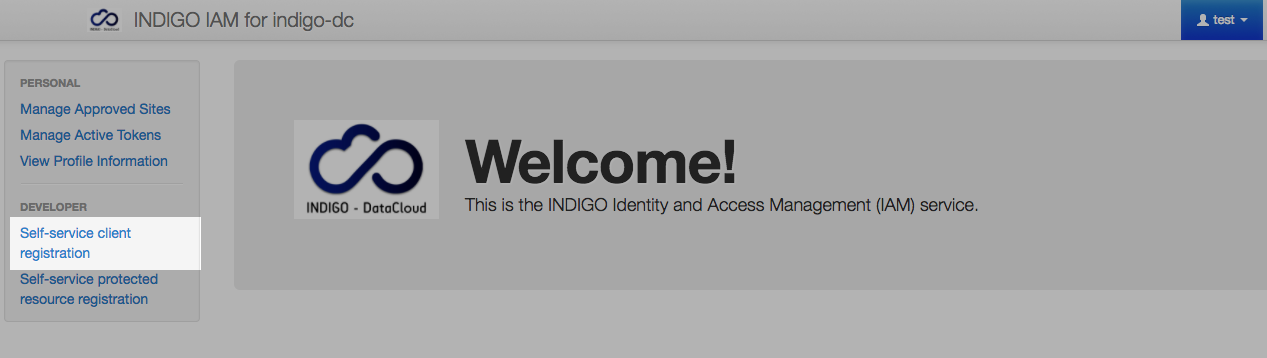 INDIGO IAM for indigo-dc
test
PERSONAL
Manage Approved Sites
Manage Active Tokens
View Profile Information
DEVELOPER
Self-service client
registration
Self-service protected
resource registration
INDIGO - DataCloud
Welcome!
This is the INDIGO Identity and Access Management (IAM) service.